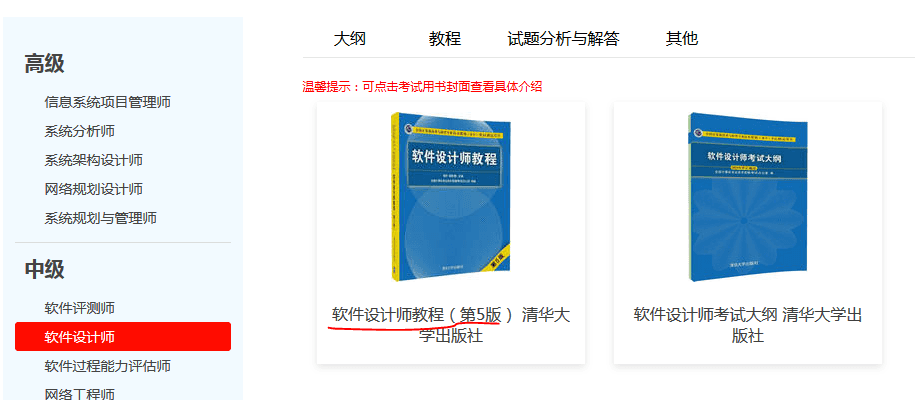 大纲
教程
试题分析与解答
其他
高级
信息系统项目管理师
系统分析师
系统架构设计师
网络规划设计师
系统规划与管理师
中级
软件评测师
软件设计师
软件过程能力评估师
网络工程师
温馨提示：可点击考试用书封面查看具体介绍
软件设计师教程
清华大学出版社
第5版
软件设计师教程（第5版） 清华大
学出版社
软件设计师考试大纲
清华大学出版社
软件设计师考试大纲 清华大学出
版社